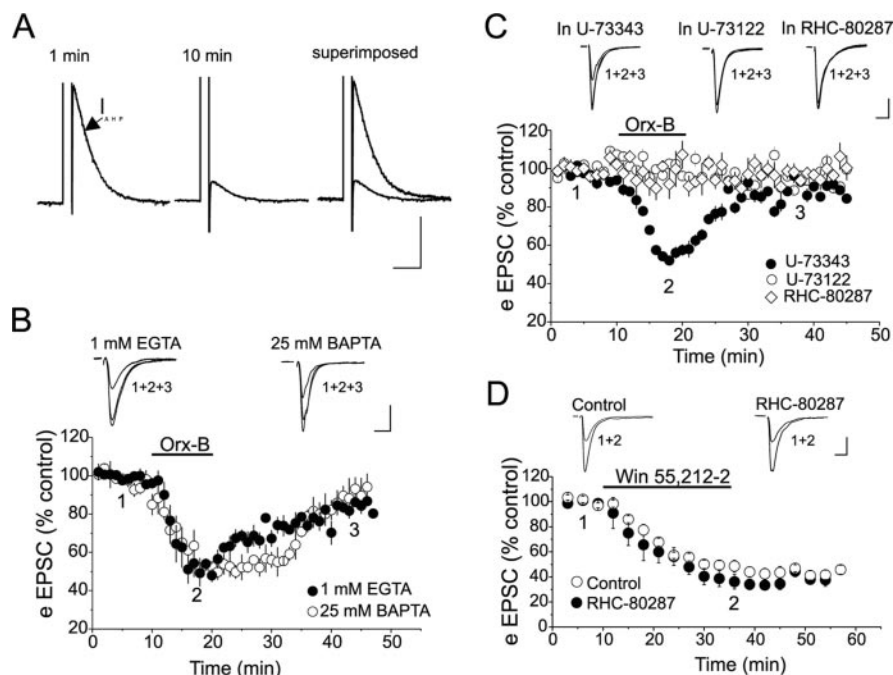 A
1 min
10 min
superimposed
I AHP
B
1 mM EGTA
25 mM BAPTA
1+2+3
1+2+3
Orx-B
e EPSC (% control)
120
100
80
60
40
20
1
2
3
1 mM EGTA
25 mM BAPTA
0 10 20 30 40 50
Time (min)
C
In U-73343
In U-73122
In RHC-80287
1+2+3
1+2+3
1+2+3
Orx-B
e EPSC (% control)
120
100
80
60
40
20
1
2
3
U-73343
U-73122
RHC-80287
0 10 20 30 40 50
Time (min)
D
Control
RHC-80287
1+2
1+2
Win 55,212-2
e EPSC (% control)
120
100
80
60
40
20
0
1
2
Control
RHC-80287
0 10 20 30 40 50 60
Time (min)